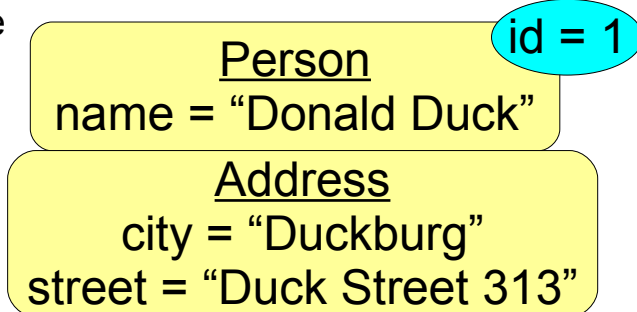 e
id = 1
Person
name = “Donald Duck”
Address
city = “Duckburg”
street = “Duck Street 313”